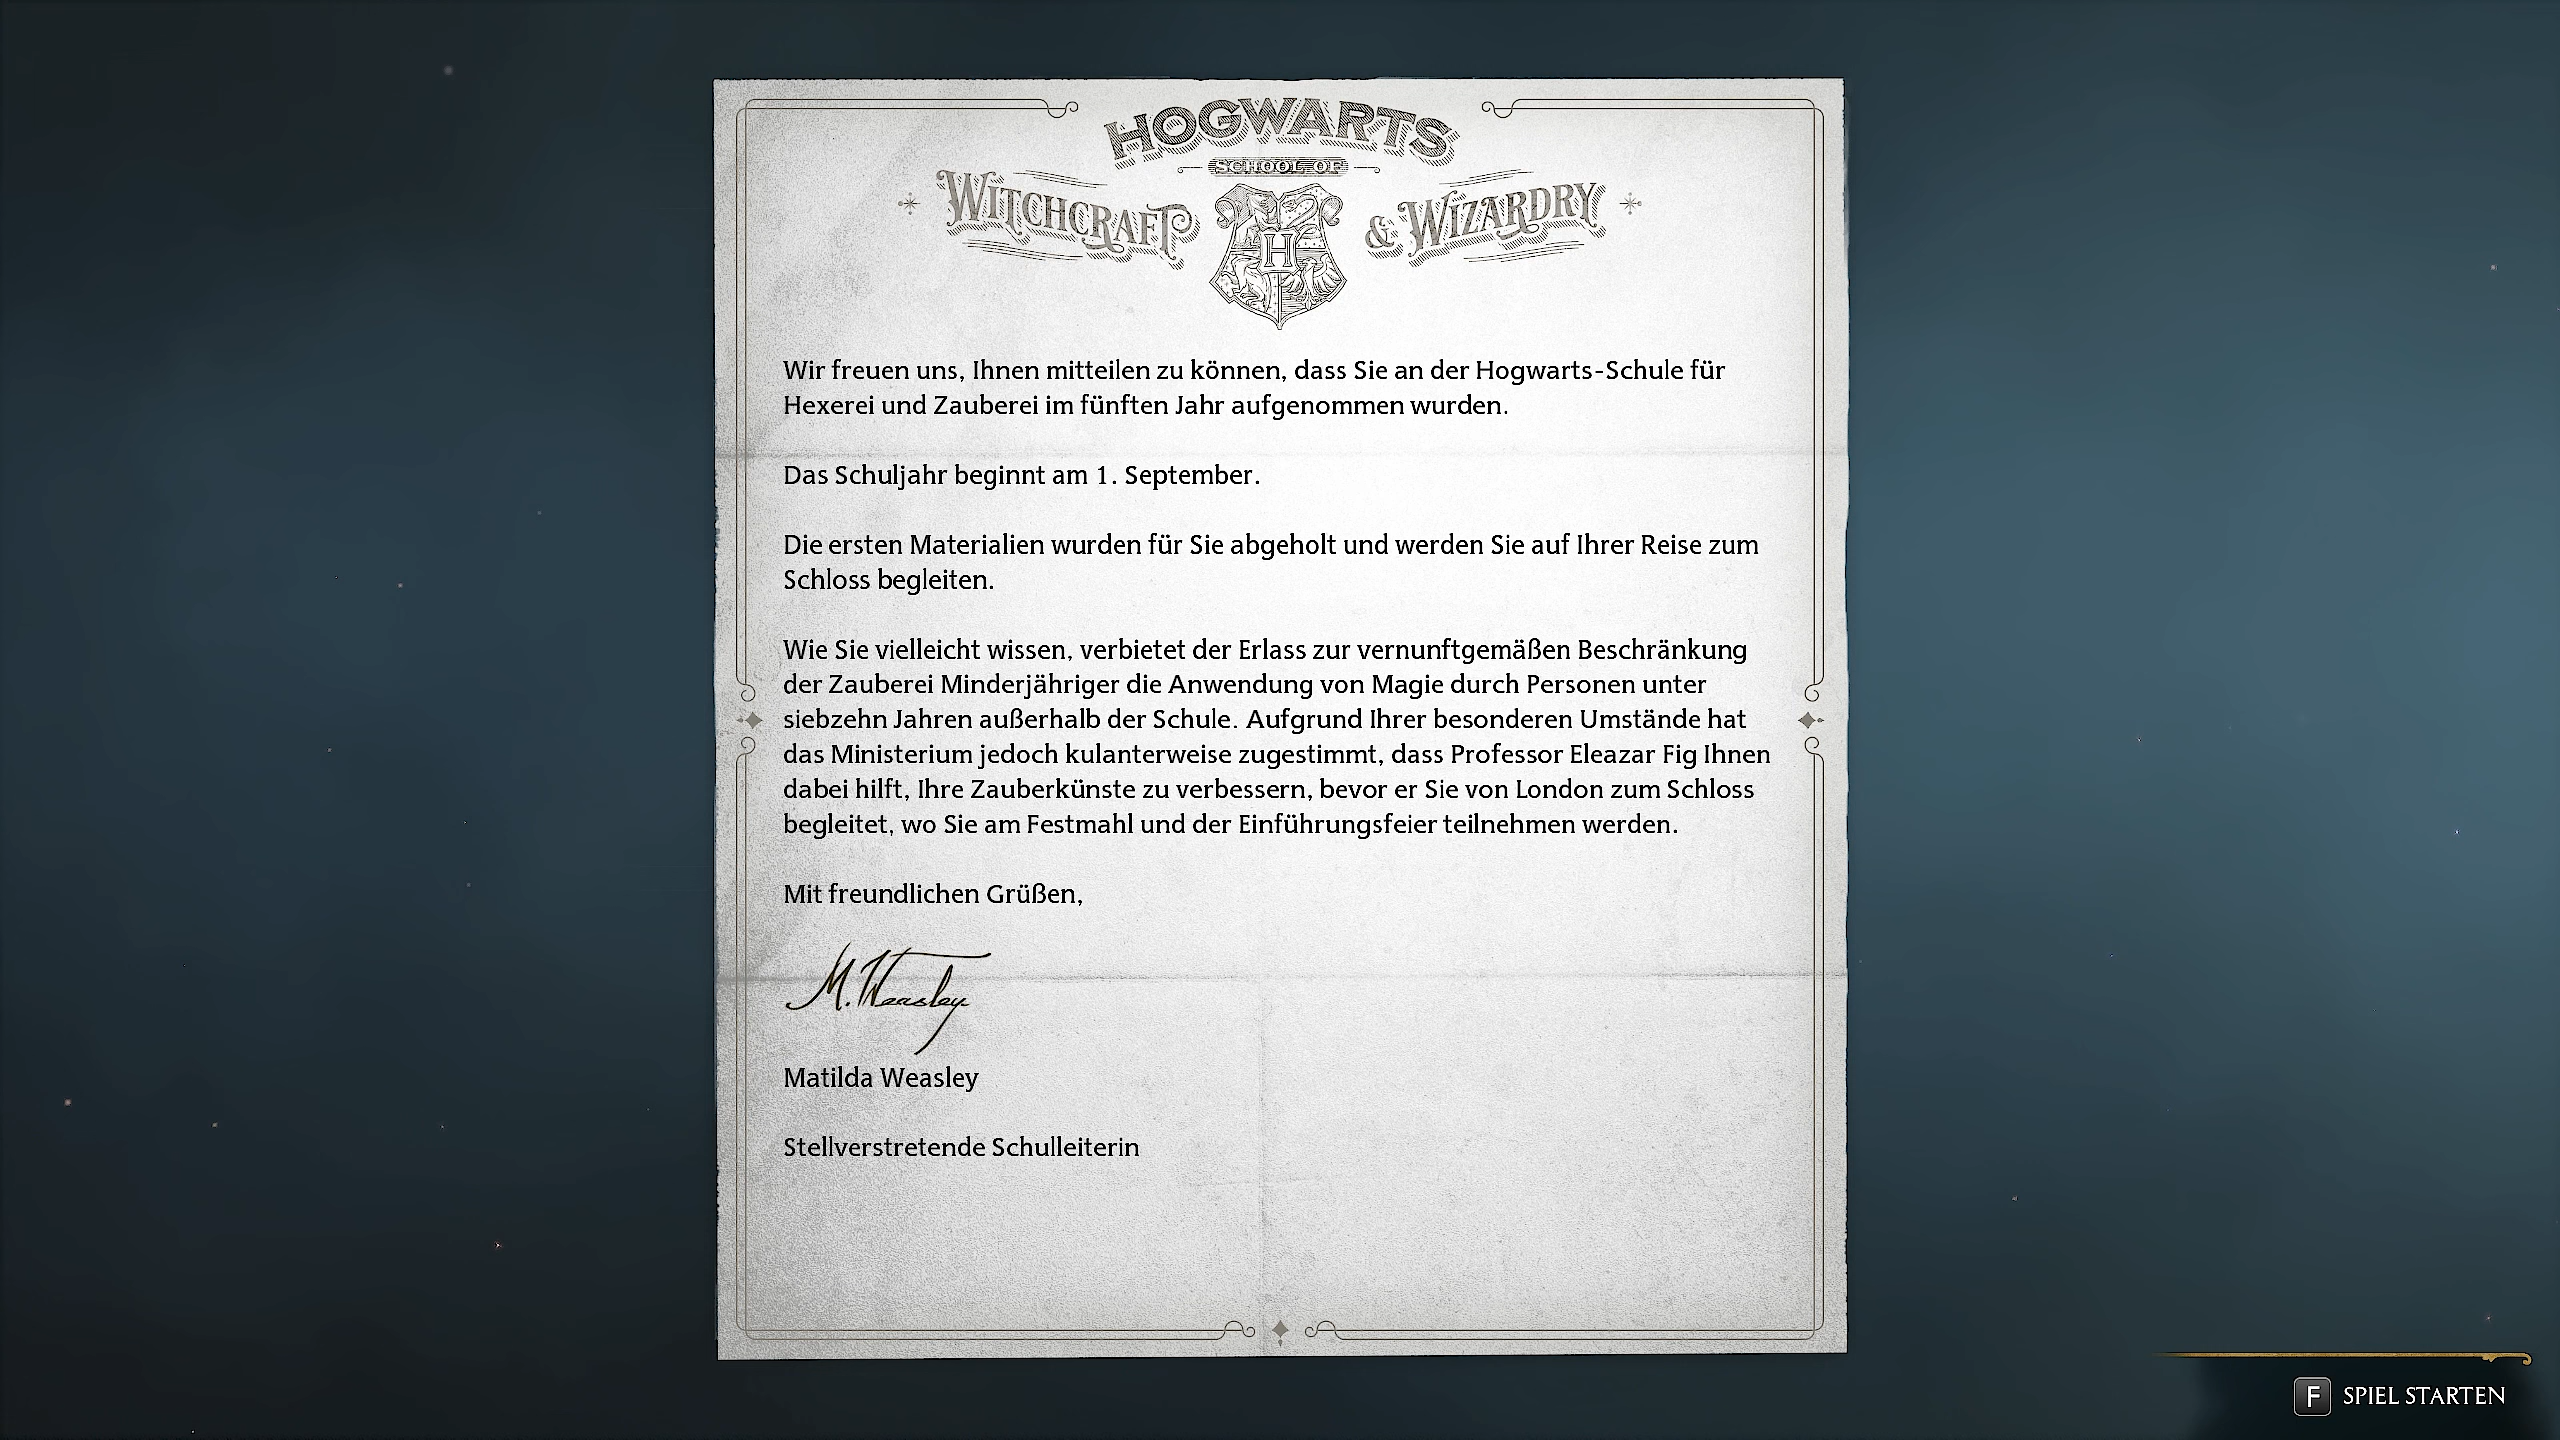 HOGWARTS
SCHOOL OF
WITCHCRAFT & WIZARDRY
H
Wir freuen uns, Ihnen mitteilen zu können, dass Sie an der Hogwarts-Schule für
Hexerei und Zauberei im fünften Jahr aufgenommen wurden.
Das Schuljahr beginnt am 1. September.
Die ersten Materialien wurden für Sie abgeholt und werden Sie auf Ihrer Reise zum
Schloss begleiten.
Wie Sie vielleicht wissen, verbietet der Erlass zur vernunftgemäßen Beschränkung
der Zauberei Minderjähriger die Anwendung von Magie durch Personen unter
siebzehn Jahren außerhalb der Schule. Aufgrund Ihrer besonderen Umstände hat
das Ministerium jedoch kulanterweise zugestimmt, dass Professor Eleazar Fig Ihnen
dabei hilft, Ihre Zauberkünste zu verbessern, bevor er Sie von London zum Schloss
begleitet, wo Sie am Festmahl und der Einführungsfeier teilnehmen werden.
Mit freundlichen Grüßen,
M. Weasley
Matilda Weasley
Stellverstretende Schulleiterin
F SPIEL STARTEN